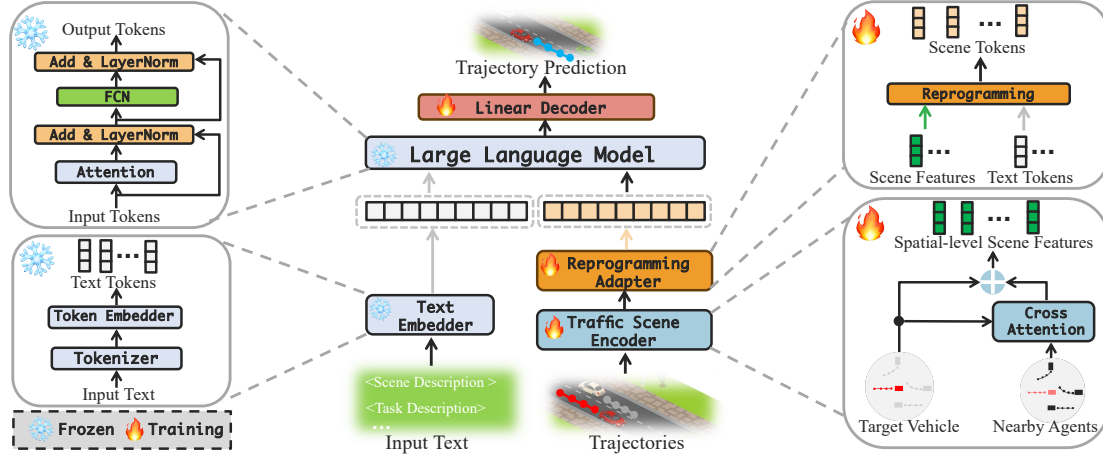 Output Tokens
Add & LayerNorm
FCN
Add & LayerNorm
Attention
Input Tokens
Text Tokens
Token Embedder
Tokenizer
Input Text
Frozen
Training
Trajectory Prediction
Linear Decoder
Large Language Model
Text
Embedder
<Scene Description >
<Task Description>
...
Input Text
Reprogramming
Adapter
Traffic Scene
Encoder
Trajectories
Scene Tokens
Reprogramming
Scene Features
Text Tokens
Spatial-level Scene Features
Cross
Attention
Target Vehicle
Nearby Agents